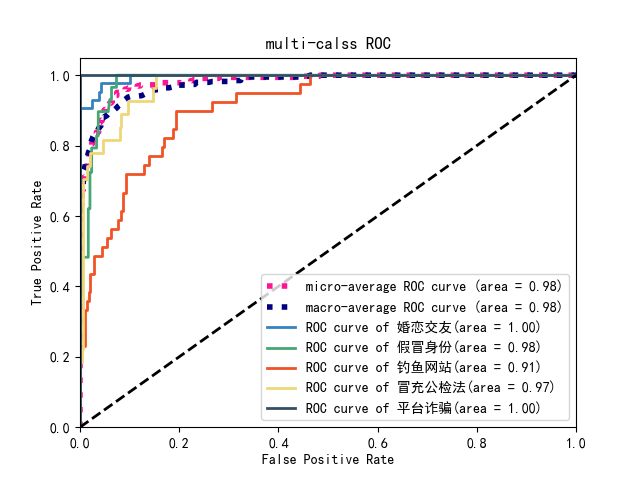 multi-calss ROC
1.0
0.8
0.6
0.4
0.2
0.0
True Positive Rate
micro-average ROC curve (area = 0.98)
macro-average ROC curve (area = 0.98)
ROC curve of 婚恋交友(area = 1.00)
ROC curve of 假冒身份(area = 0.98)
ROC curve of 钓鱼网站(area = 0.91)
ROC curve of 冒充公检法(area = 0.97)
ROC curve of 平台诈骗(area = 1.00)
0.0 0.2 0.4 0.6 0.8 1.0
False Positive Rate